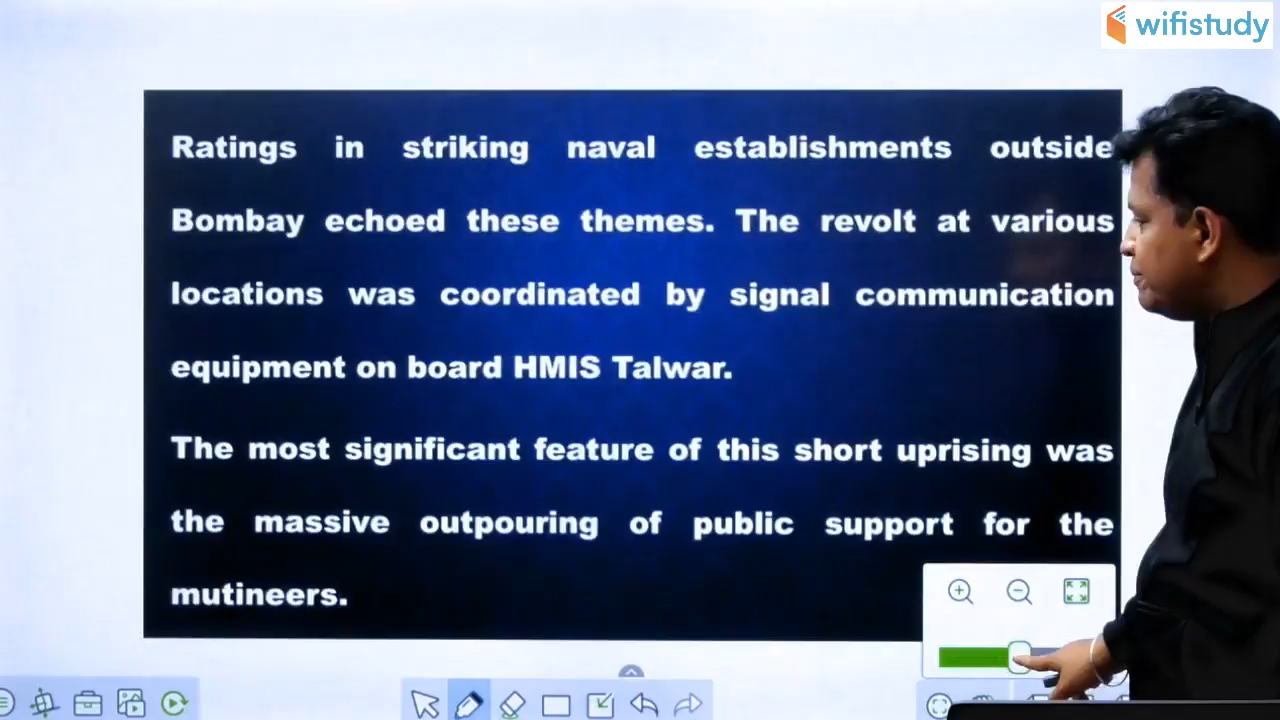 wifistudy
Ratings in striking naval establishments outside
Bombay echoed these themes. The revolt at various
locations was coordinated by signal communication
equipment on board HMIS Talwar.
The most significant feature of this short uprising was
the massive outpouring of public support for the
mutineers.